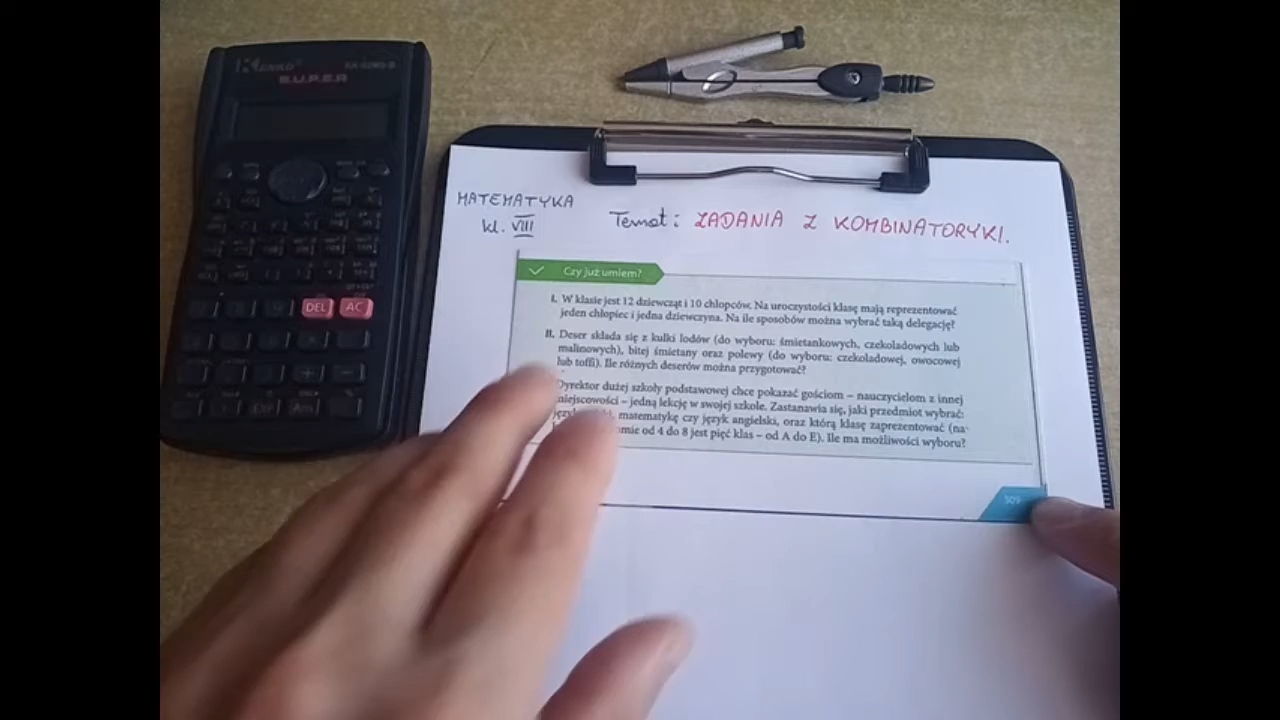 KENKO
S.U.P.E.R
DEL
AC
MATEMATYKA
kl. VIII
Temat: ZADANIA Z KOMBINATORYKI.
Czy już umiem?
I. W klasie jest 12 dziewcząt i 10 chłopców. Na uroczystości klasę mają reprezentować
jeden chłopiec i jedna dziewczyna. Na ile sposobów można wybrać taką delegację?
II. Deser składa się z kulki lodów (do wyboru: śmietankowych, czekoladowych lub
malinowych), bitej śmietany oraz polewy (do wyboru: czekoladowej, owocowej
lub toffi). Ile różnych deserów można przygotować?
Dyrektor dużej szkoły podstawowej chce pokazać gościom – nauczycielom z innej
miejscowości – jedną lekcję w swojej szkole. Zastanawia się, jaki przedmiot wybrać:
matematykę czy język angielski, oraz którą klasę zaprezentować (na
od 4 do 8 jest pięć klas – od A do E). Ile ma możliwości wyboru?